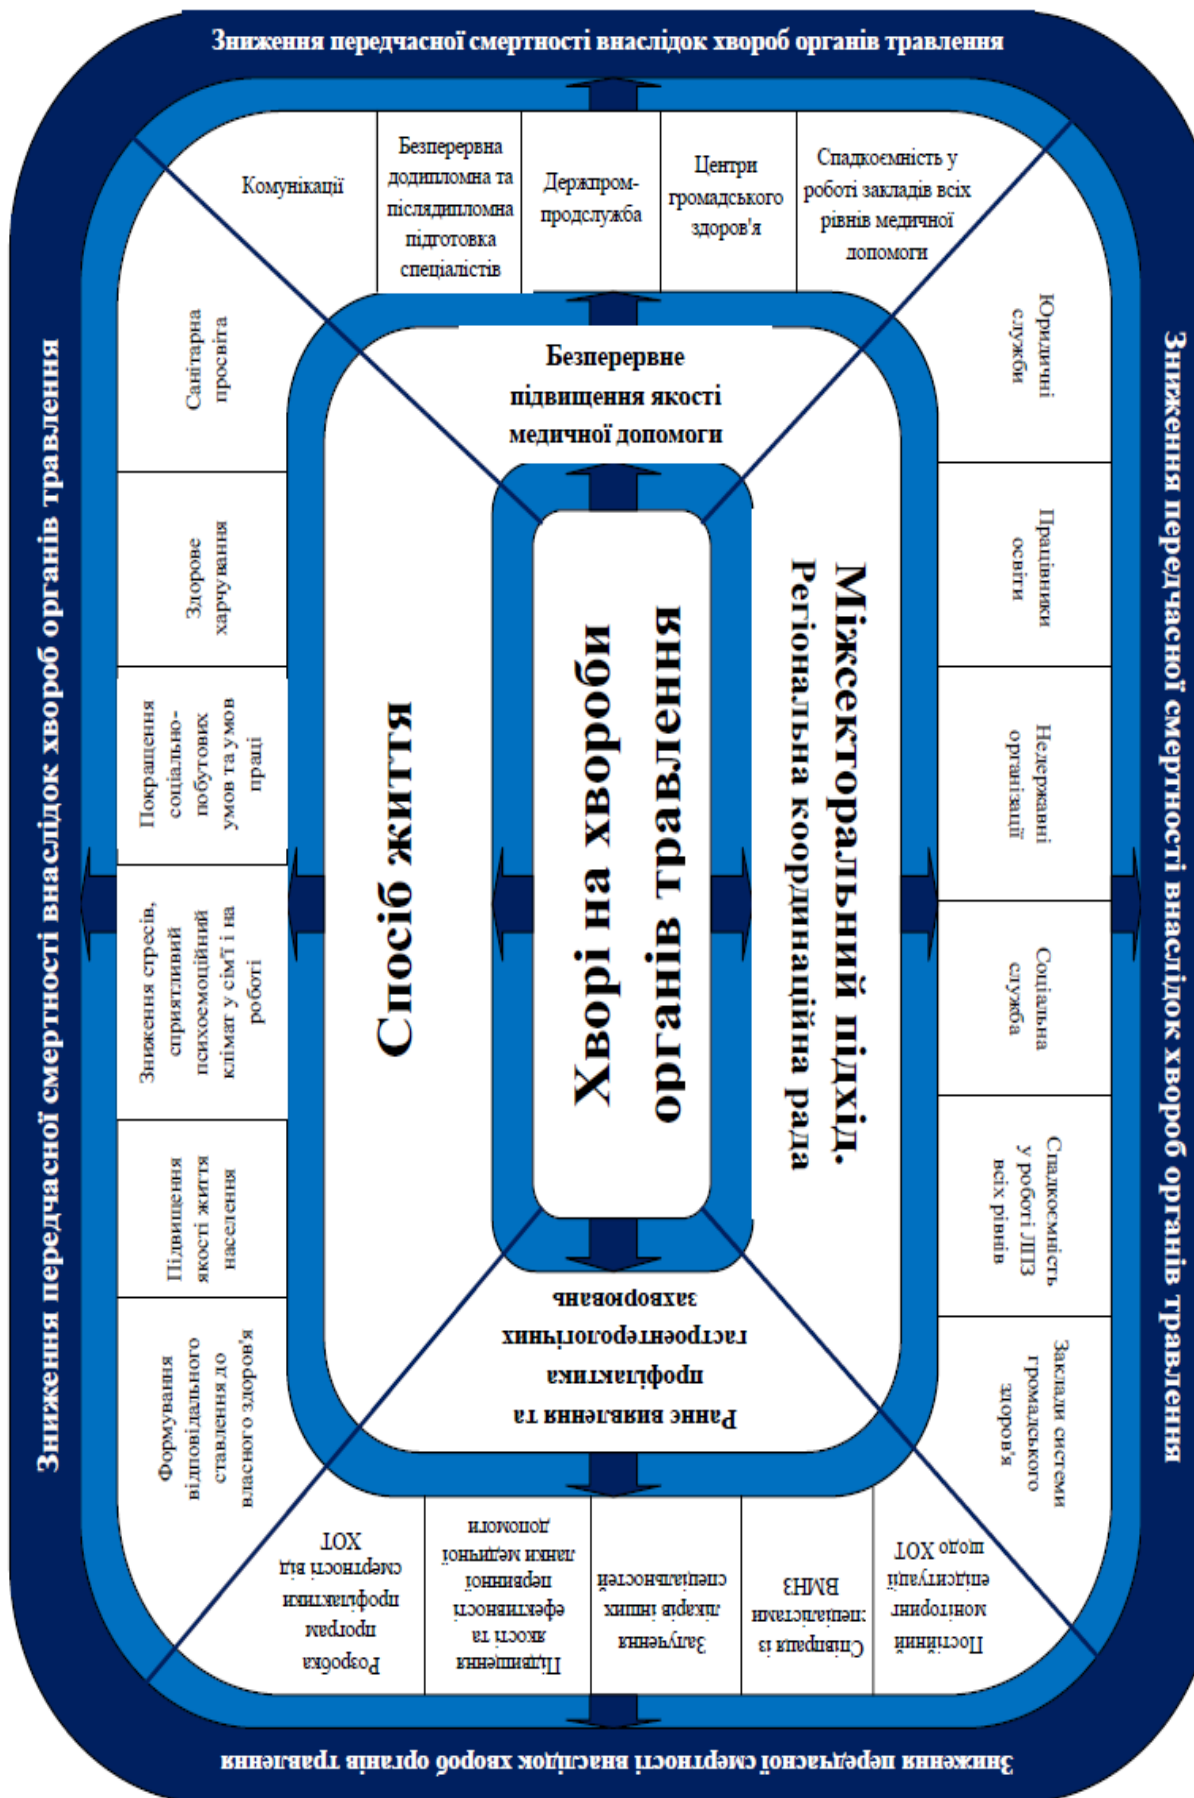 Зниження передчасної смертності внаслідок хвороб органів травлення
Комунікації
Безперервна
додипломна та
післядипломна
підготовка
спеціалістів
Держпром-
продслужба
Центри
громадського
здоров'я
Спадкоємність у
роботі закладів всіх
рівнів медичної
допомоги
Безперервне
підвищення якості
медичної допомоги
Зниження передчасної смертності внаслідок хвороб органів травлення
Санітарна
просвіта
Здорове
харчування
Покращення
соціально-
побутових
умов та умов
праці
Зниження стресів,
сприятливий
психоемоційний
клімат у сім'ї і на
роботі
Підвищення
якості життя
населення
Формування
відповідального
ставлення до
власного здоров'я
Спосіб життя
Хворі на хвороби
органів травлення
Міжсекторальний підхід.
Регіональна координаційна рада
Юридичні
служби
Працівники
освіти
Недержавні
організації
Соціальна
служба
Спадкоємність
у роботі ЛПЗ
всіх рівнів
Заклади системи
громадського
здоров'я
Зниження передчасної смертності внаслідок хвороб органів травлення
Раннє виявлення та
профілактика
гастроентерологічних
захворювань
Розробка
програм
профілактики
смертності від
ХОТ
Підвищення
якості та
ефективності
первинної
ланки медичної
допомоги
Залучення
лікарів інших
спеціальностей
Співпраця із
спеціалістами
ВМНЗ
Постійний
моніторинг
епідситуації
щодо ХОТ
Зниження передчасної смертності внаслідок хвороб органів травлення